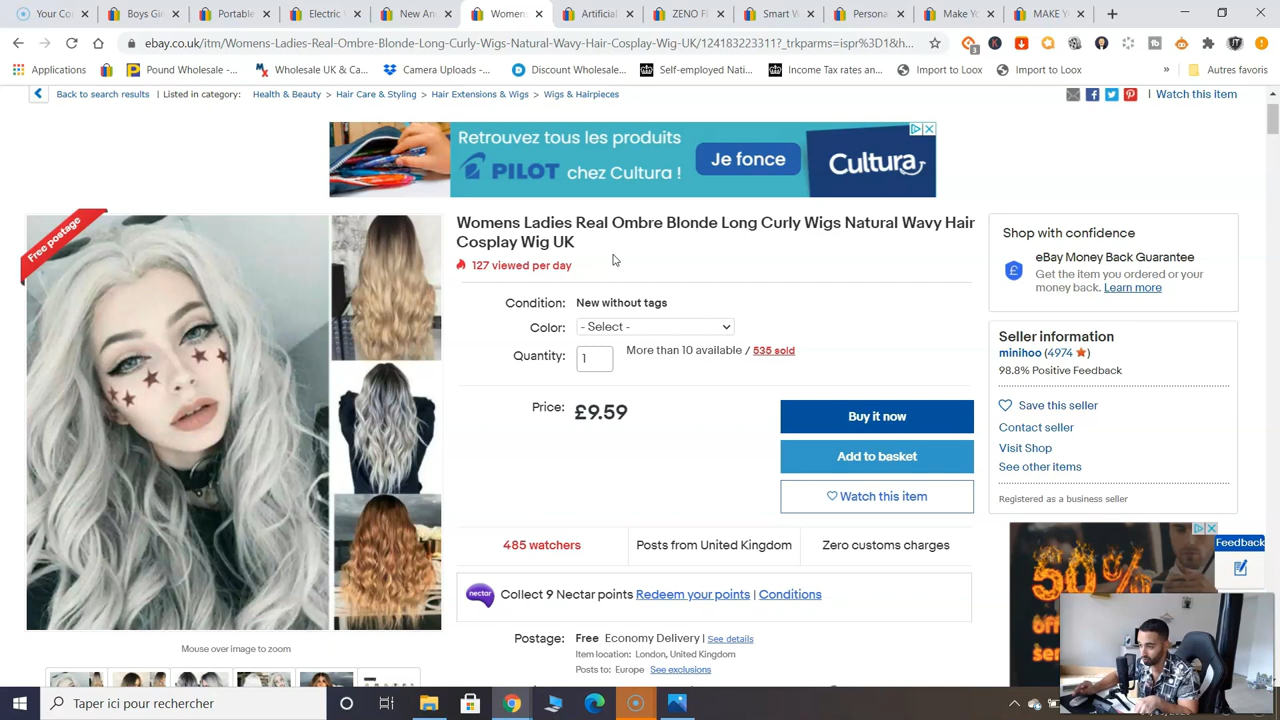 Your Co
Boys Gi
Portable
Electric
New An
Womens
Artificial
ZENO Fi
Smart W
Persona
Make Yo
MAKE Y
ebay.co.uk/itm/Womens-Ladies-Real-Ombre-Blonde-Long-Curly-Wigs-Natural-Wavy-Hair-Cosplay-Wig-UK/124183223311?_trkparms=ispr%3D1&h...
Applications
Pound Wholesale -...
Wholesale UK & Ca...
Camera Uploads -...
Discount Wholesale...
Self-employed Nati...
Income Tax rates an...
Import to Loox
Import to Loox
»
Autres favoris
Back to search results | Listed in category: Health & Beauty > Hair Care & Styling > Hair Extensions & Wigs > Wigs & Hairpieces
| Watch this item
Retrouvez tous les produits
PILOT chez Cultura !
Je fonce
Cultura
Free postage
Womens Ladies Real Ombre Blonde Long Curly Wigs Natural Wavy Hair
Cosplay Wig UK
127 viewed per day
Condition: New without tags
Color: - Select -
Quantity: 1 More than 10 available / 535 sold
Price: £9.59
Buy it now
Add to basket
Watch this item
485 watchers
Posts from United Kingdom
Zero customs charges
nectar
Collect 9 Nectar points Redeem your points | Conditions
Postage: Free Economy Delivery | See details
Item location: London, United Kingdom
Posts to: Europe See exclusions
Mouse over image to zoom
Shop with confidence
eBay Money Back Guarantee
Get the item you ordered or your
money back. Learn more
Seller information
minihoo (4974 )
98.8% Positive Feedback
Save this seller
Contact seller
Visit Shop
See other items
Registered as a business seller
50%
Feedback
Taper ici pour rechercher